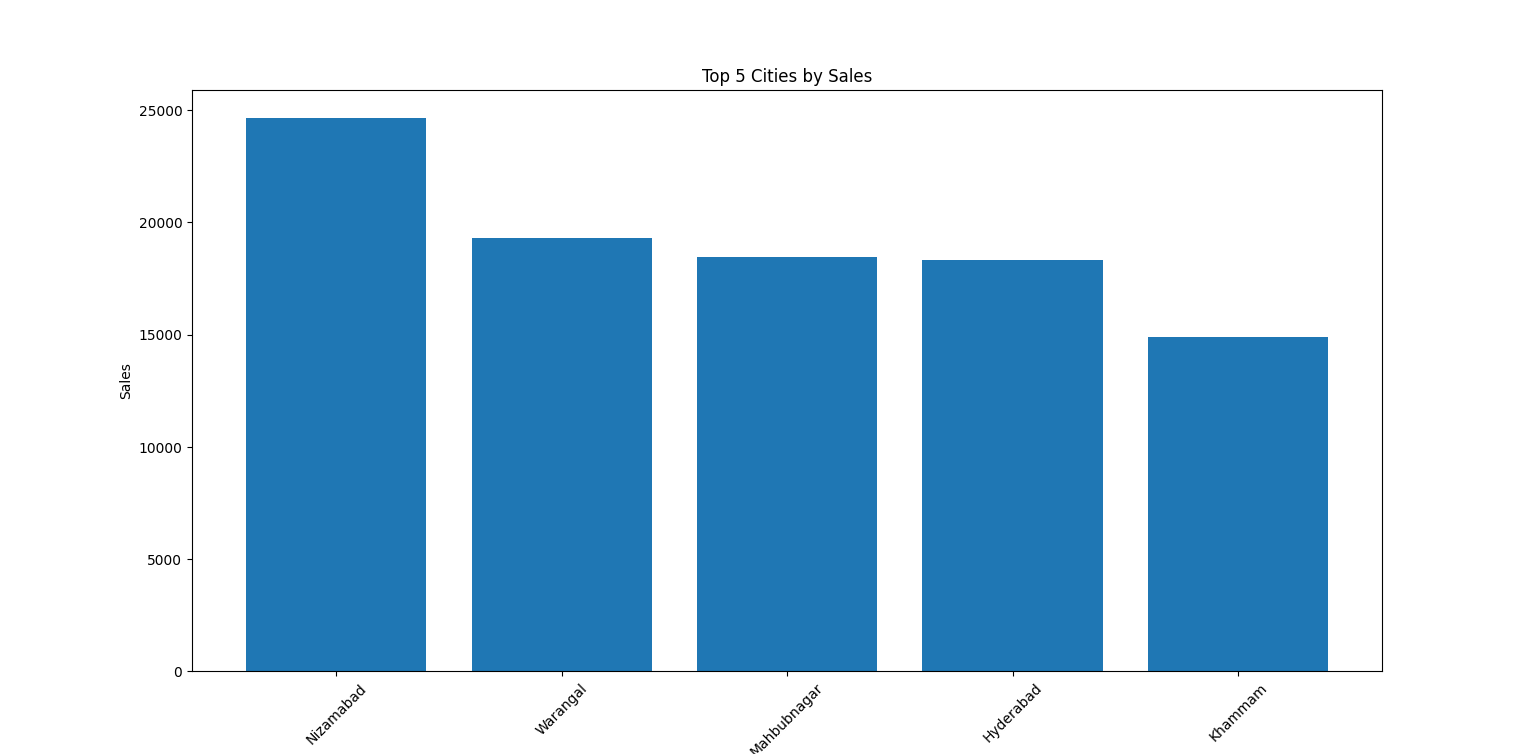 Top 5 Cities by Sales
25000
20000
15000
10000
5000
0
Sales
Nizamabad
Warangal
Mahbubnagar
Hyderabad
Khammam